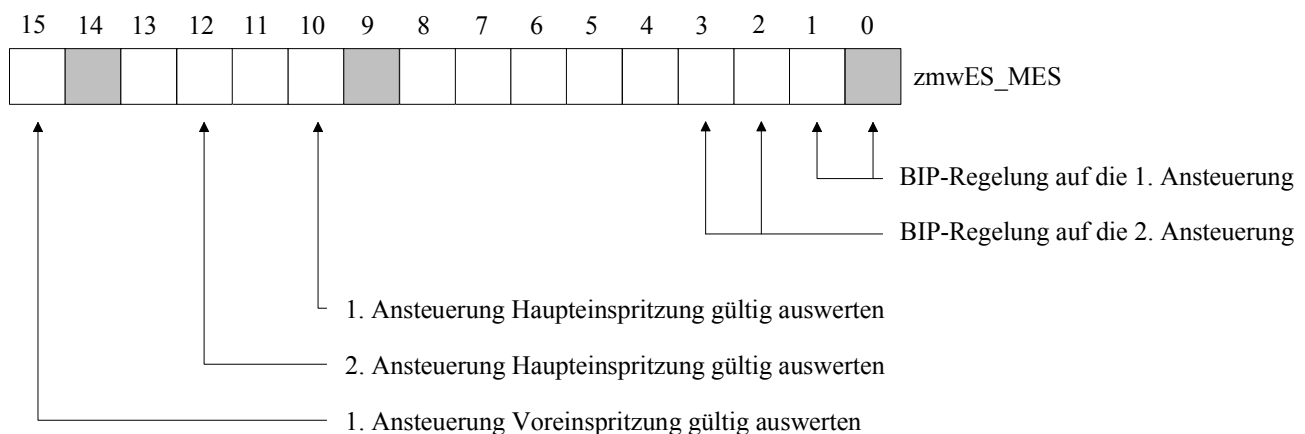 15 14 13 12 11 10 9 8 7 6 5 4 3 2 1 0
zmwES_MES
BIP-Regelung auf die 1. Ansteuerung
BIP-Regelung auf die 2. Ansteuerung
1. Ansteuerung Haupteinspritzung gültig auswerten
2. Ansteuerung Haupteinspritzung gültig auswerten
1. Ansteuerung Voreinspritzung gültig auswerten